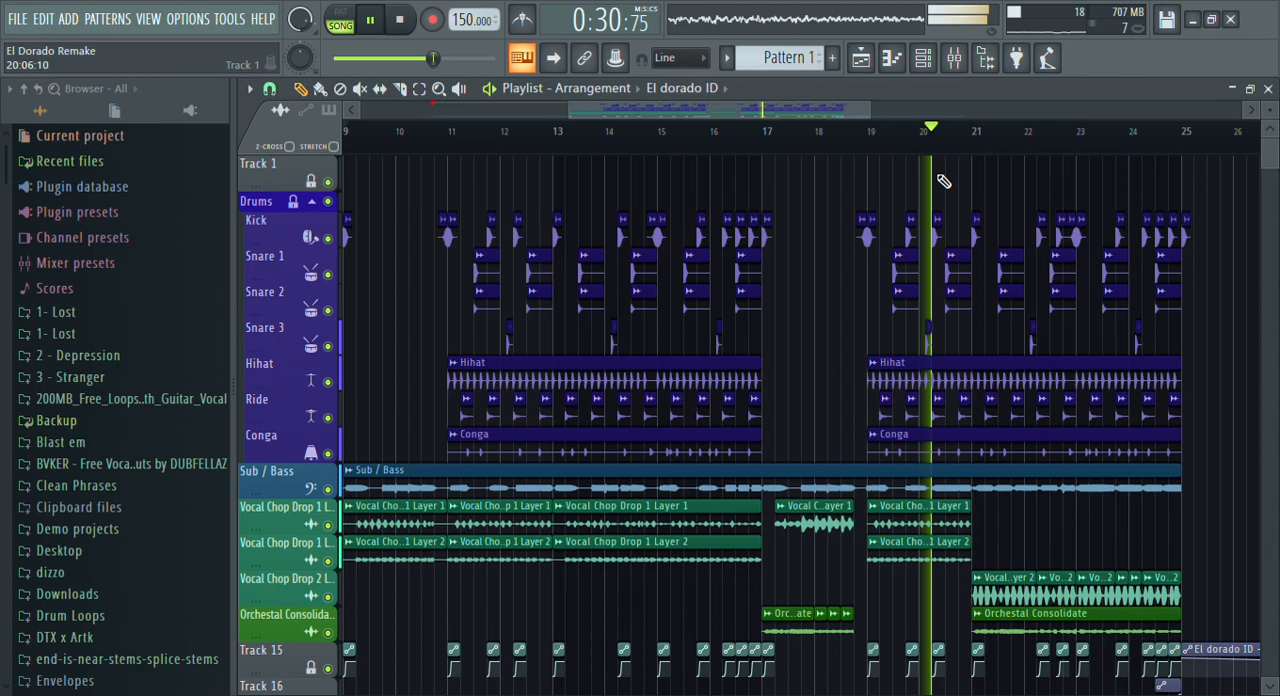 FILE EDIT ADD PATTERNS VIEW OPTIONS TOOLS HELP
PAT
SONG
150.000
0:30:75
M:S:CS
18
707 MB
7
El Dorado Remake
20:06:10
Track 1
Line
Pattern 1
+
Browser - All
Playlist - Arrangement › El dorado ID ›
Z-CROSS
STRETCH
9 10 11 12 13 14 15 16 17 18 19 20 21 22 23 24 25 26
Current project
Recent files
Plugin database
Plugin presets
Channel presets
Mixer presets
Scores
1- Lost
1- Lost
2 - Depression
3 - Stranger
200MB_Free_Loops..th_Guitar_Vocal
Backup
Blast em
BVKER - Free Voca..uts by DUBFELLAZ
Clean Phrases
Clipboard files
Demo projects
Desktop
dizzo
Downloads
Drum Loops
DTX x Artk
end-is-near-stems-splice-stems
Envelopes
Track 1
Drums
Kick
Snare 1
Snare 2
Snare 3
Hihat
Hihat
Hihat
Ride
Conga
Conga
Conga
Sub / Bass
Sub / Bass
Vocal Chop Drop 1 L..
Vocal Cho..1 Layer 1
Vocal Cho..p 1 Layer 1
Vocal Chop Drop 1 Layer 1
Vocal C..ayer 1
Vocal Cho..1 Layer 1
Vocal Chop Drop 1 L..
Vocal Cho..1 Layer 2
Vocal Cho..p 1 Layer 2
Vocal Chop Drop 1 Layer 2
Vocal Cho..1 Layer 2
Vocal Chop Drop 2 L..
Vocal..yer 2
Vo..2
Vo..2
Vo..2
Orchestal Consolida..
Orc..ate
Orchestal Consolidate
Track 15
El dorado ID -
Track 16